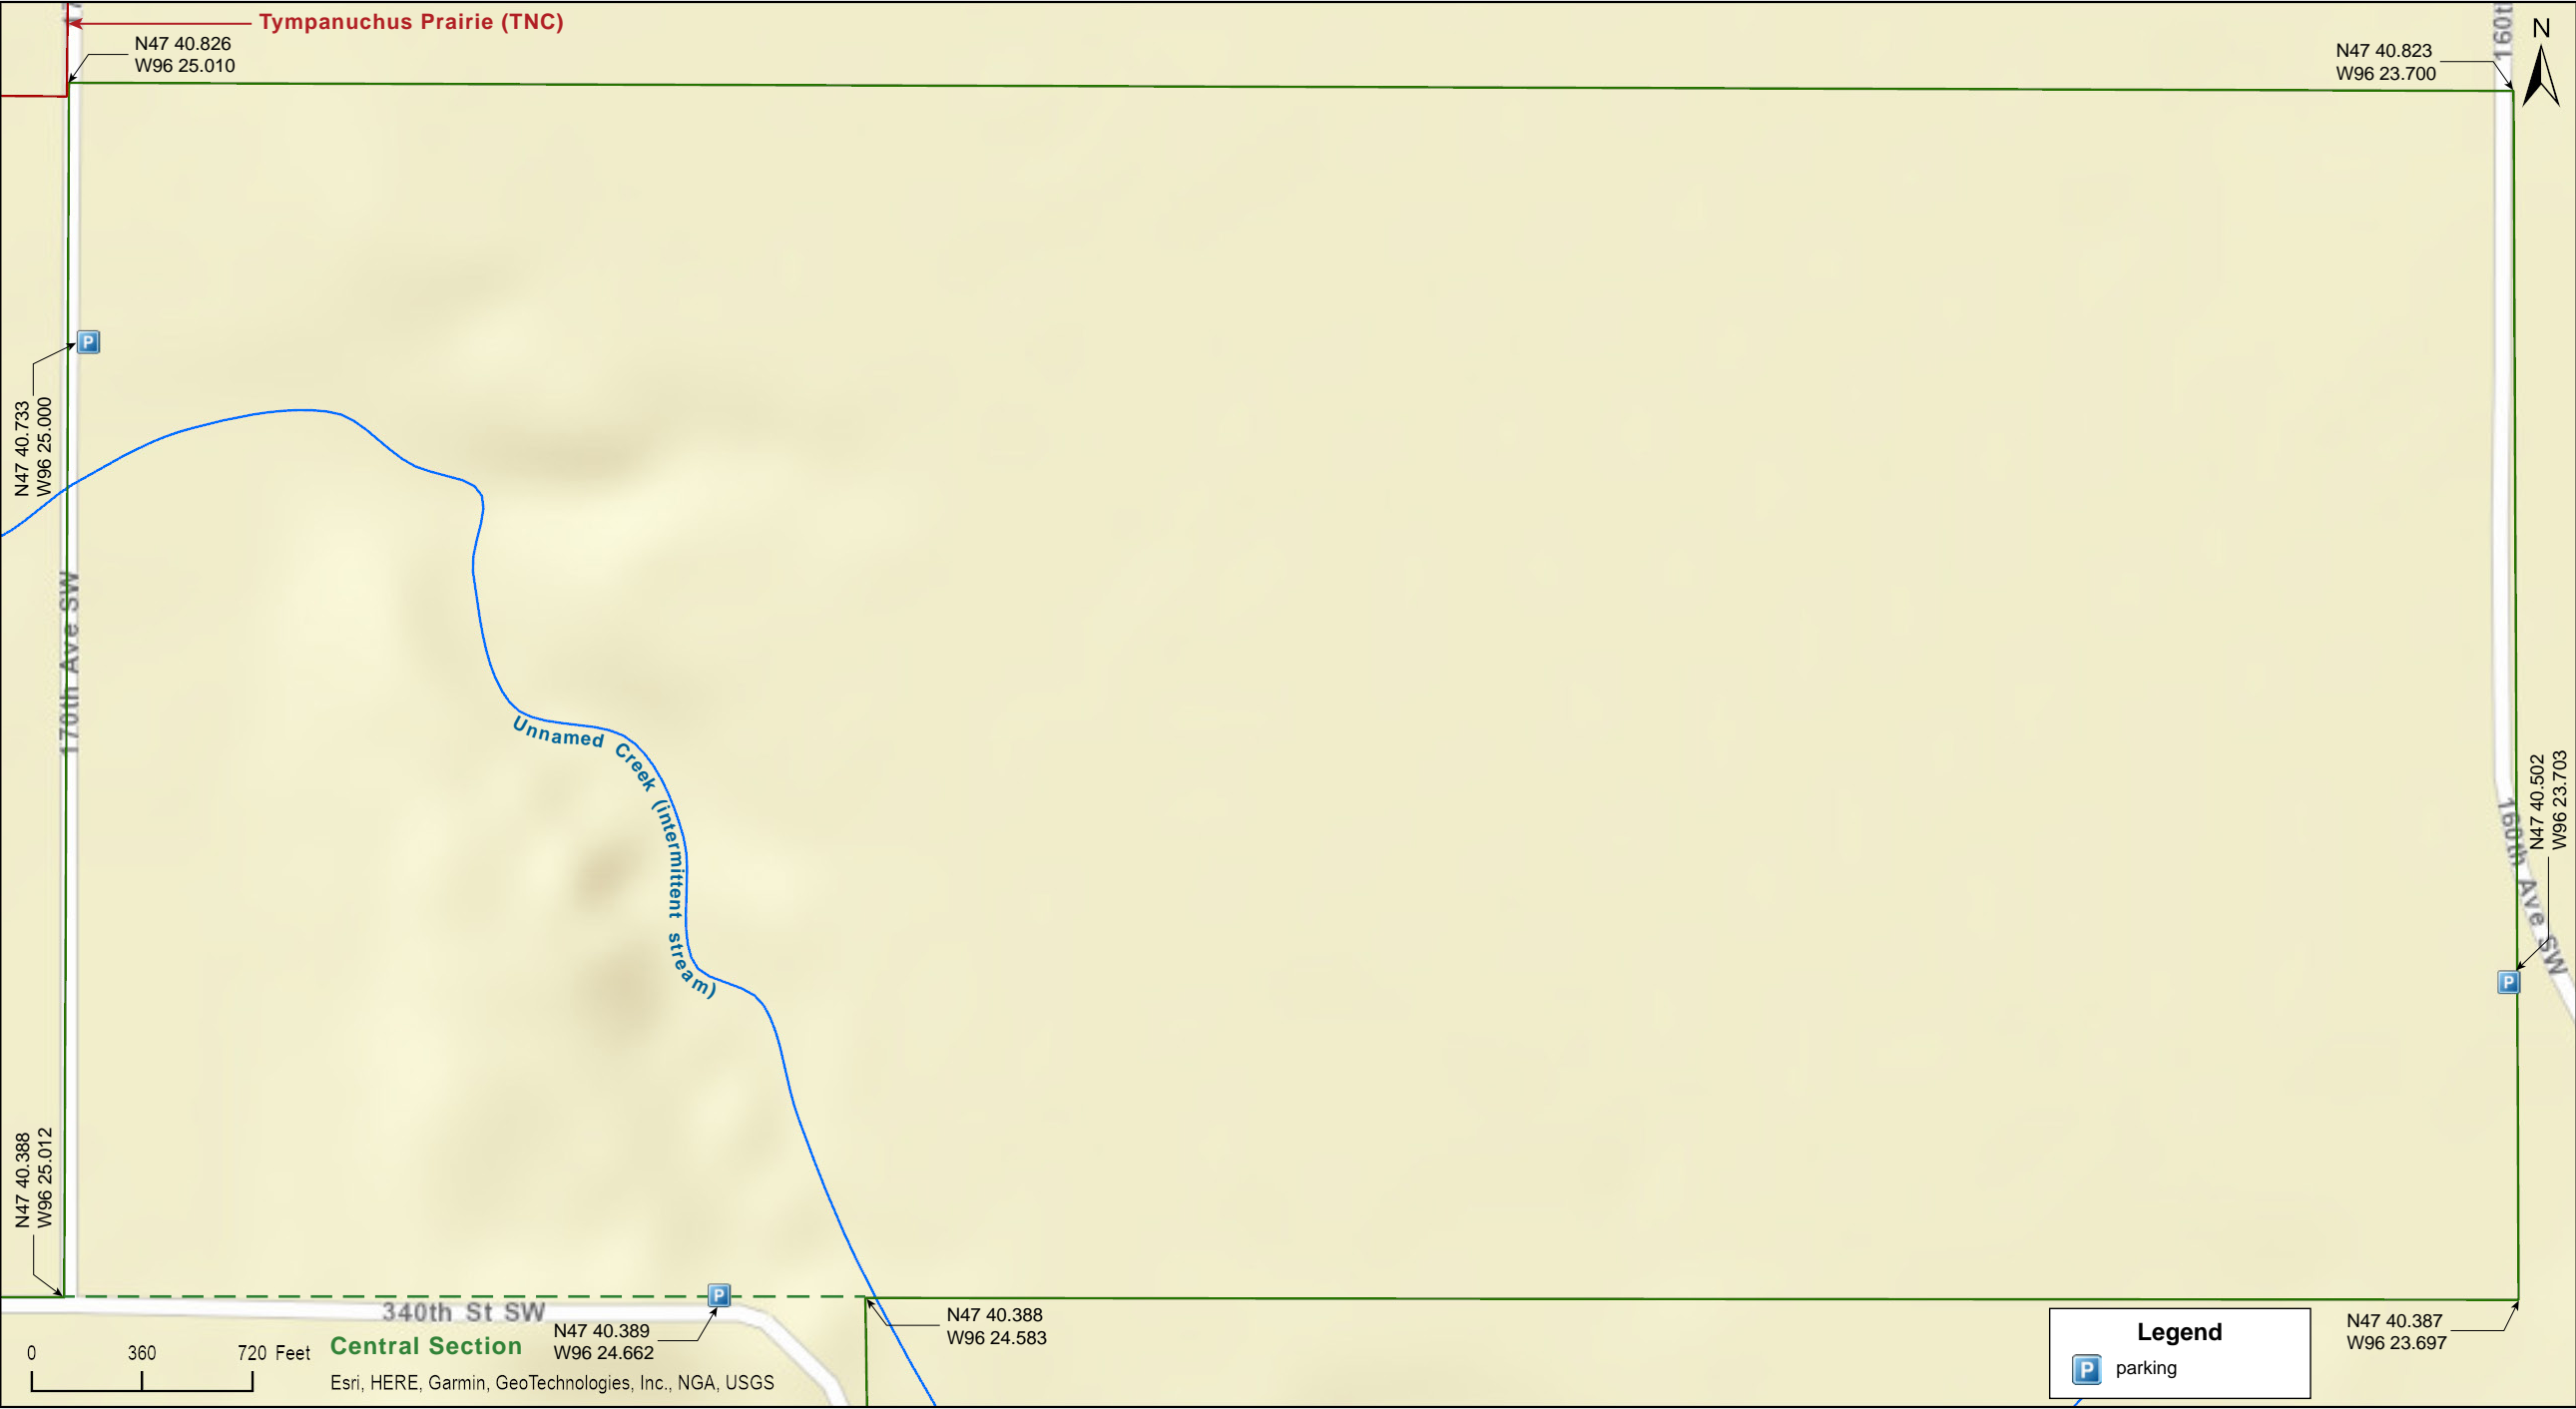 Tympanuchus Prairie (TNC)
N47 40.826
W96 25.010
N47 40.823
W96 23.700
160t
N
P
N47 40.733
W96 25.000
170th Ave SW
Unnamed Creek (intermittent stream)
160th Ave SW
N47 40.502
W96 23.703
P
N47 40.388
W96 25.012
P
340th St SW
N47 40.389
W96 24.662
N47 40.388
W96 24.583
N47 40.387
W96 23.697
Central Section
0 360 720 Feet
Esri, HERE, Garmin, GeoTechnologies, Inc., NGA, USGS
Legend
P parking